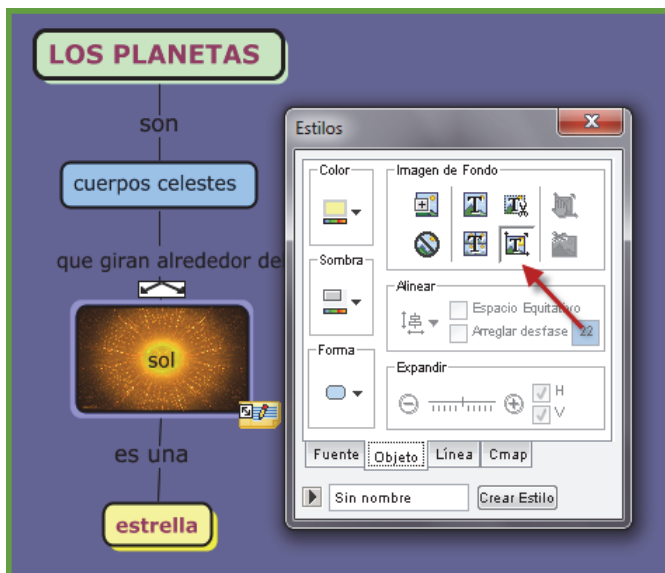 LOS PLANETAS
son
cuerpos celestes
que giran alrededor de
sol
es una
estrella
Estilos
Color
Sombra
Forma
Imagen de Fondo
Alinear
Espacio Equitativo
Arreglar desfase 22
Expandir
H
V
Fuente Objeto Línea Cmap
Sin nombre Crear Estilo